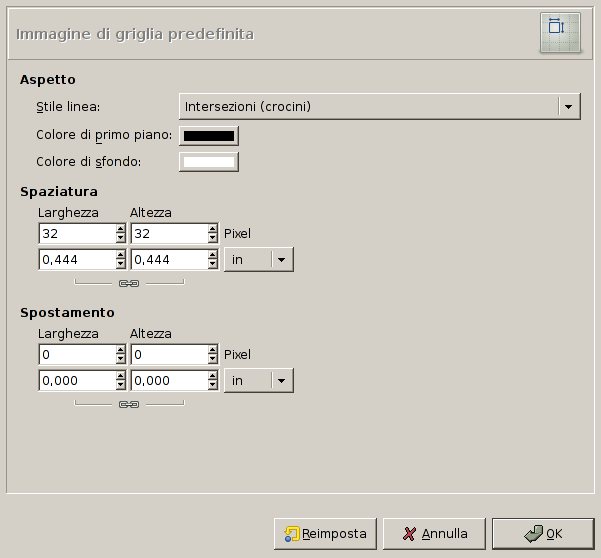 Immagine di griglia predefinita
Aspetto
Stile linea: Intersezioni (crocini)
Colore di primo piano:
Colore di sfondo:
Spaziatura
Larghezza Altezza
32 32 Pixel
0,444 0,444 in
Spostamento
Larghezza Altezza
0 0 Pixel
0,000 0,000 in
Reimposta Annulla OK